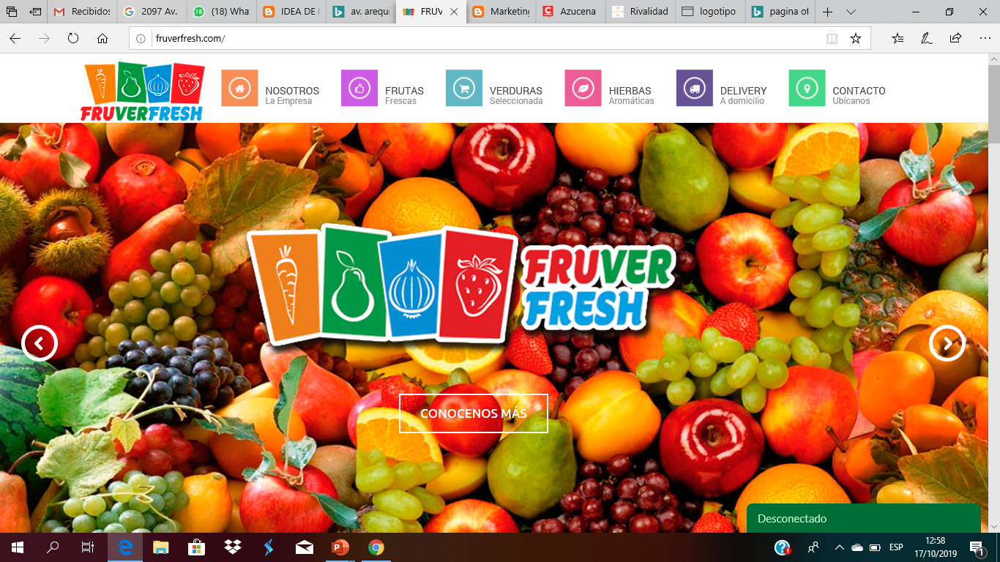 Recibidos
2097 Av.
(18) Wha
IDEA DE
av. arequi
FRUV
Marketing
Azucena
Rivalidad
logotipo
pagina of
fruverfresh.com/
FRUVERFRESH
NOSOTROS
La Empresa
FRUTAS
Frescas
VERDURAS
Seleccionada
HIERBAS
Aromáticas
DELIVERY
A domicilio
CONTACTO
Ubícanos
FRUVER
FRESH
CONOCENOS MÁS
Desconectado
ESP
12:58
17/10/2019
1